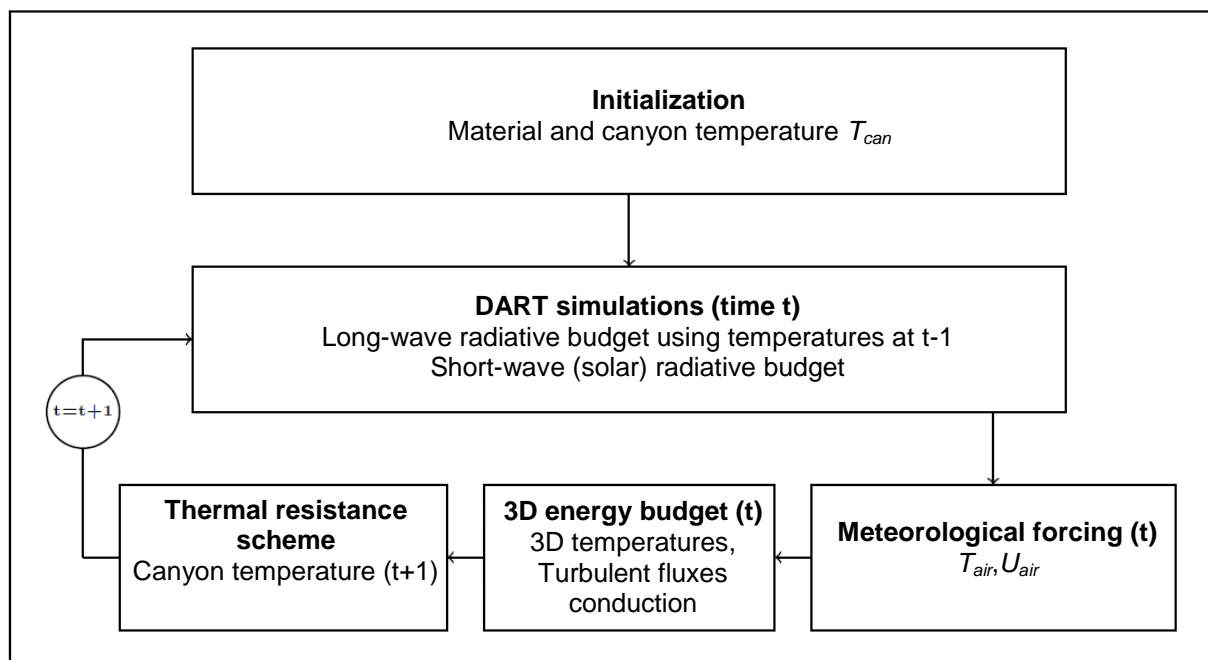 Initialization
Material and canyon temperature T_can
DART simulations (time t)
Long-wave radiative budget using temperatures at t-1
Short-wave (solar) radiative budget
t=t+1
Thermal resistance
scheme
Canyon temperature (t+1)
3D energy budget (t)
3D temperatures,
Turbulent fluxes
conduction
Meteorological forcing (t)
T_air,U_air